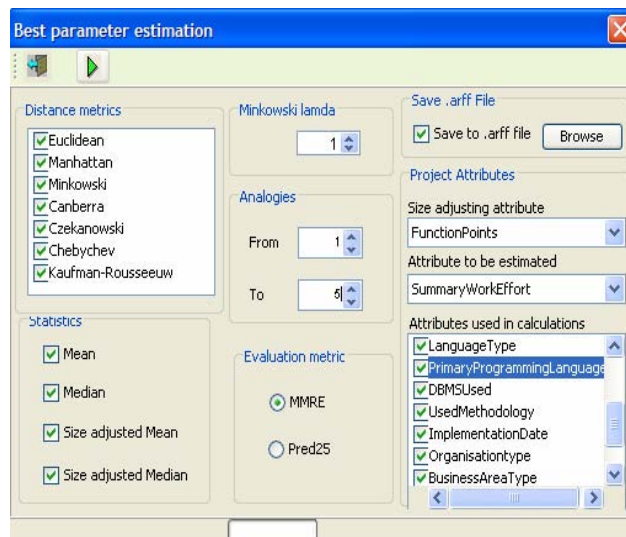 Best parameter estimation
Distance metrics
Euclidean
Manhattan
Minkowski
Canberra
Czekanowski
Chebychev
Kaufman-Rousseeuw
Statistics
Mean
Median
Size adjusted Mean
Size adjusted Median
Minkowski lamda
1
Analogies
From 1
To 5
Evaluation metric
MMRE
Pred25
Save .arff File
Save to .arff file Browse
Project Attributes
Size adjusting attribute
FunctionPoints
Attribute to be estimated
SummaryWorkEffort
Attributes used in calculations
LanguageType
PrimaryProgrammingLanguage
DBMSUsed
UsedMethodology
ImplementationDate
Organisationtype
BusinessAreaType